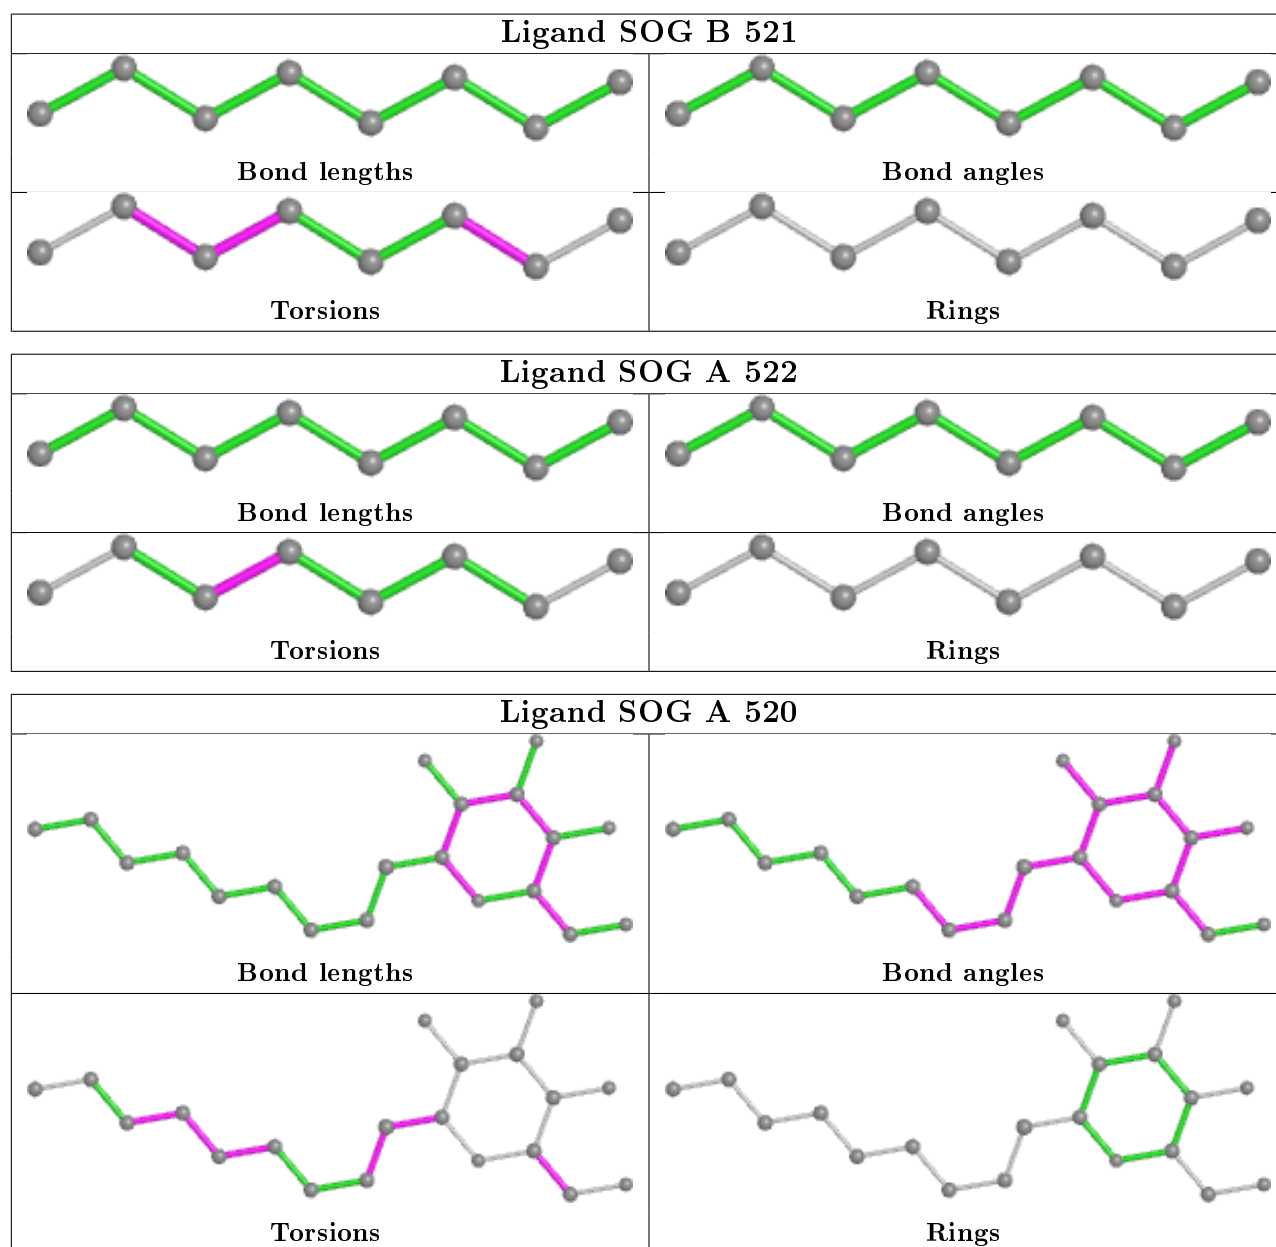 Ligand SOG B 521
Bond lengths
Bond angles
Torsions
Rings
Ligand SOG A 522
Bond lengths
Bond angles
Torsions
Rings
Ligand SOG A 520
Bond lengths
Bond angles
Torsions
Rings